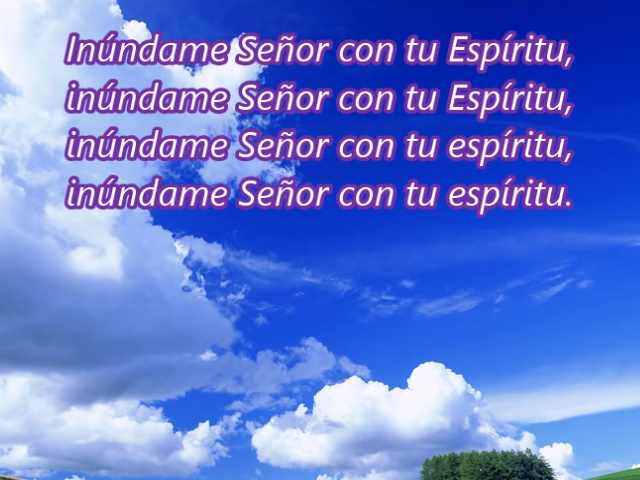 Inúndame Señor con tu Espíritu,
inúndame Señor con tu Espíritu,
inúndame Señor con tu espíritu,
inúndame Señor con tu espíritu.